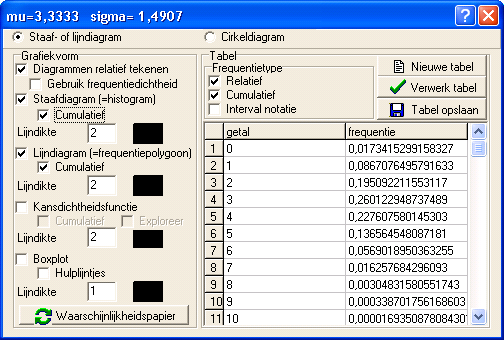 mu=3,3333 sigma= 1,4907
Staaf- of lijndiagram
Cirkeldiagram
Grafiekvorm
Diagrammen relatief tekenen
Gebruik frequentiedichtheid
Staafdiagram (=histogram)
Cumulatief
Lijndikte 2
Lijndiagram (=frequentiepolygoon)
Cumulatief
Lijndikte 2
Kansdichtheidsfunctie
Cumulatief Exploreer
Lijndikte 2
Boxplot
Hulplijntjes
Lijndikte 1
Waarschijnlijkheidspapier
Tabel
Frequentietype
Relatief
Cumulatief
Interval notatie
Nieuwe tabel
Verwerk tabel
Tabel opslaan
getal frequentie
1 0 0,0173415299158327
2 1 0,0867076495791633
3 2 0,195092211553117
4 3 0,260122948737489
5 4 0,227607580145303
6 5 0,136564548087181
7 6 0,0569018950363255
8 7 0,016257684296093
9 8 0,00304831580551743
10 9 0,000338701756168603
11 10 0,0000169350878084301